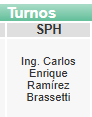 Turnos
SPH
Ing. Carlos
Enrique
Ramírez
Brassetti